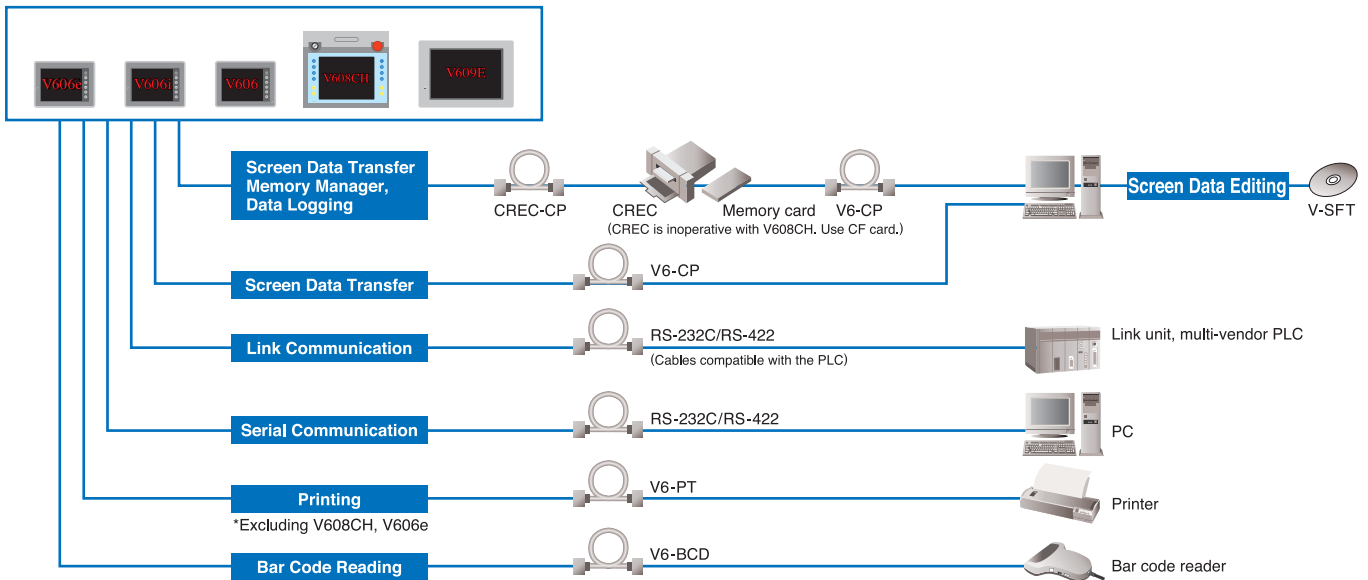 V606e
V606i
V606
V608CH
V609E
Screen Data Transfer
Memory Manager,
Data Logging
CREC-CP
CREC
Memory card
V6-CP
(CREC is inoperative with V608CH. Use CF card.)
Screen Data Editing
V-SFT
Screen Data Transfer
V6-CP
Link Communication
RS-232C/RS-422
(Cables compatible with the PLC)
Link unit, multi-vendor PLC
Serial Communication
RS-232C/RS-422
PC
Printing
*Excluding V608CH, V606e
V6-PT
Printer
Bar Code Reading
V6-BCD
Bar code reader